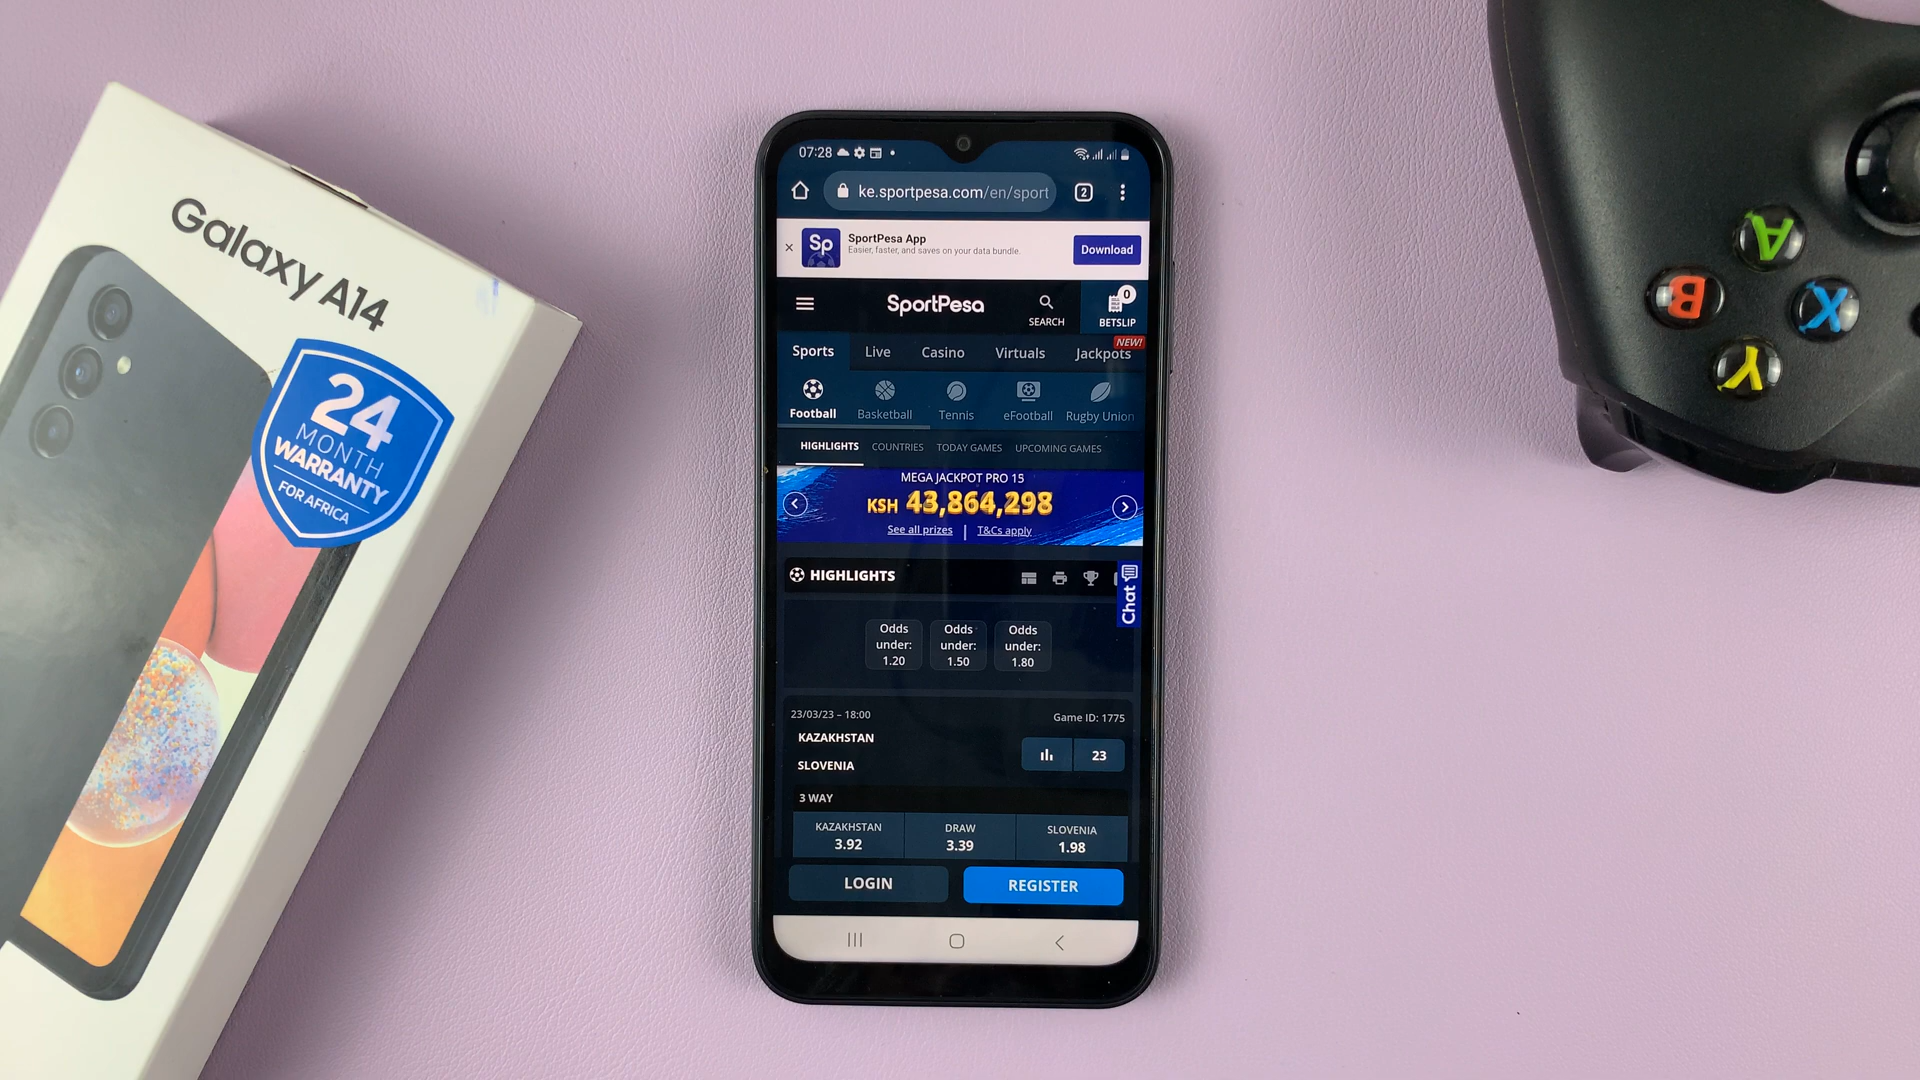 Galaxy A14
24
MONTH
WARRANTY
FOR AFRICA
07:28
ke.sportpesa.com/en/sport
2
Sp
SportPesa App
Easier, faster, and saves on your data bundle.
Download
SportPesa
SEARCH
0
BETSLIP
Sports Live Casino Virtuals Jackpots NEW!
Football Basketball Tennis eFootball Rugby Union
HIGHLIGHTS COUNTRIES TODAY GAMES UPCOMING GAMES
MEGA JACKPOT PRO 15
KSH 43,864,298
See all prizes | T&Cs apply
HIGHLIGHTS
Chat
Odds under: 1.20
Odds under: 1.50
Odds under: 1.80
23/03/23 – 18:00 Game ID: 1775
KAZAKHSTAN
SLOVENIA
23
3 WAY
KAZAKHSTAN DRAW SLOVENIA
3.92 3.39 1.98
LOGIN REGISTER
A
B
X
Y